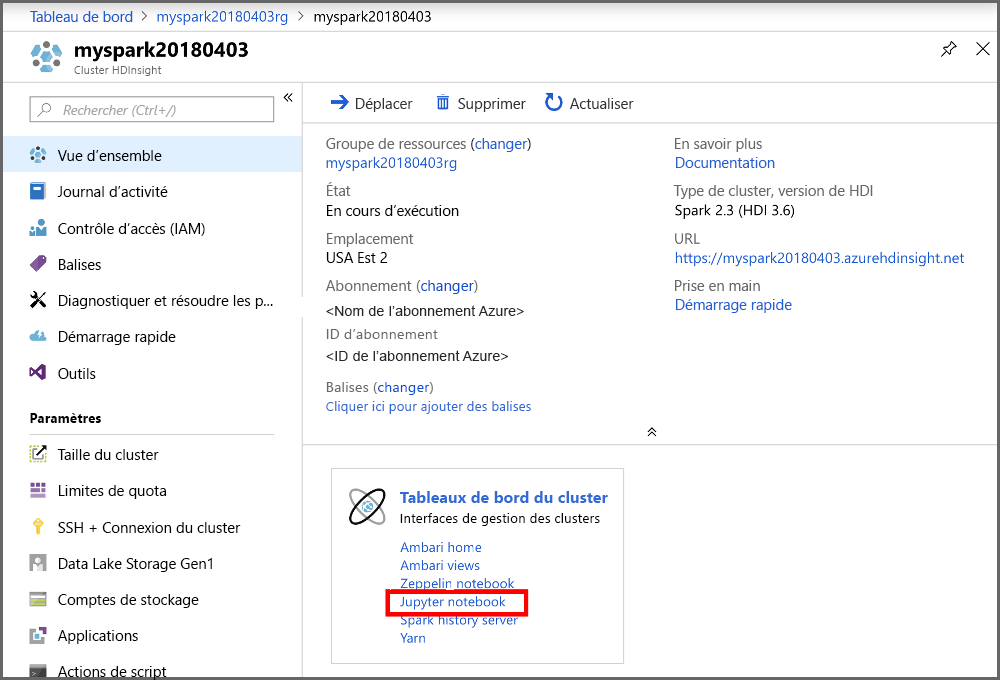 Tableau de bord > myspark20180403rg > myspark20180403
myspark20180403
Cluster HDInsight
Rechercher (Ctrl+/)
«
Vue d'ensemble
Journal d'activité
Contrôle d'accès (IAM)
Balises
Diagnostiquer et résoudre les p...
Démarrage rapide
Outils
Paramètres
Taille du cluster
Limites de quota
SSH + Connexion du cluster
Data Lake Storage Gen1
Comptes de stockage
Applications
Actions de script
Déplacer
Supprimer
Actualiser
Groupe de ressources (changer)
myspark20180403rg
État
En cours d'exécution
Emplacement
USA Est 2
Abonnement (changer)
<Nom de l'abonnement Azure>
ID d'abonnement
<ID de l'abonnement Azure>
Balises (changer)
Cliquer ici pour ajouter des balises
En savoir plus
Documentation
Type de cluster, version de HDI
Spark 2.3 (HDI 3.6)
URL
https://myspark20180403.azurehdinsight.net
Prise en main
Démarrage rapide
Tableaux de bord du cluster
Interfaces de gestion des clusters
Ambari home
Ambari views
Zeppelin notebook
Jupyter notebook
Spark history server
Yarn